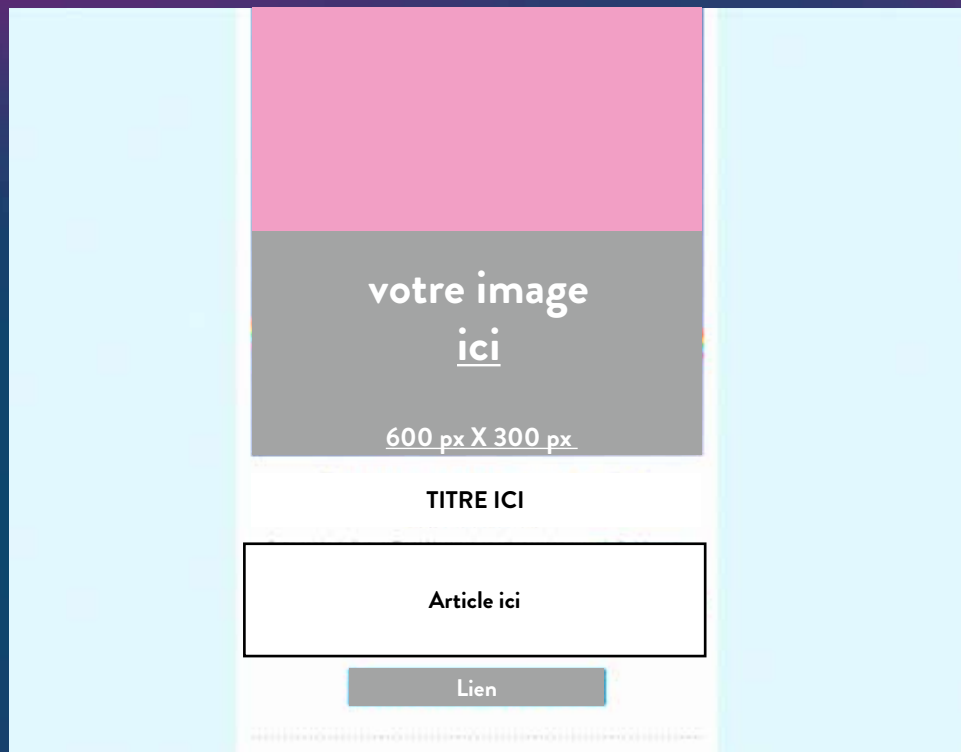 votre image
ici
600 px X 300 px
TITRE ICI
Article ici
Lien